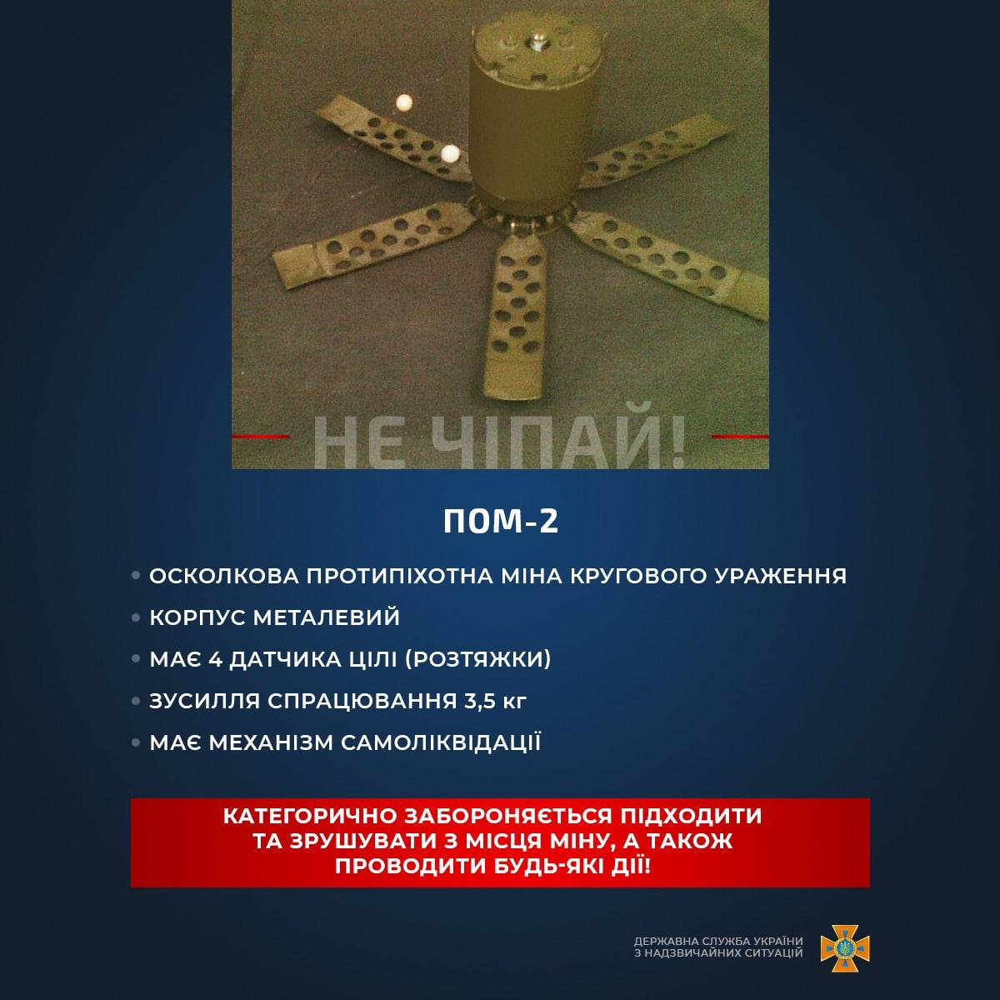 НЕ ЧІПАЙ!
ПОМ-2
• ОСКОЛКОВА ПРОТИПІХОТНА МІНА КРУГОВОГО УРАЖЕННЯ
• КОРПУС МЕТАЛЕВИЙ
• МАЄ 4 ДАТЧИКА ЦІЛІ (РОЗТЯЖКИ)
• ЗУСИЛЛЯ СПРАЦЮВАННЯ 3,5 кг
• МАЄ МЕХАНІЗМ САМОЛІКВІДАЦІЇ
КАТЕГОРИЧНО ЗАБОРОНЯЄТЬСЯ ПІДХОДИТИ
ТА ЗРУШУВАТИ З МІСЦЯ МІНУ, А ТАКОЖ
ПРОВОДИТИ БУДЬ-ЯКІ ДІЇ!
ДЕРЖАВНА СЛУЖБА УКРАЇНИ
З НАДЗВИЧАЙНИХ СИТУАЦІЙ